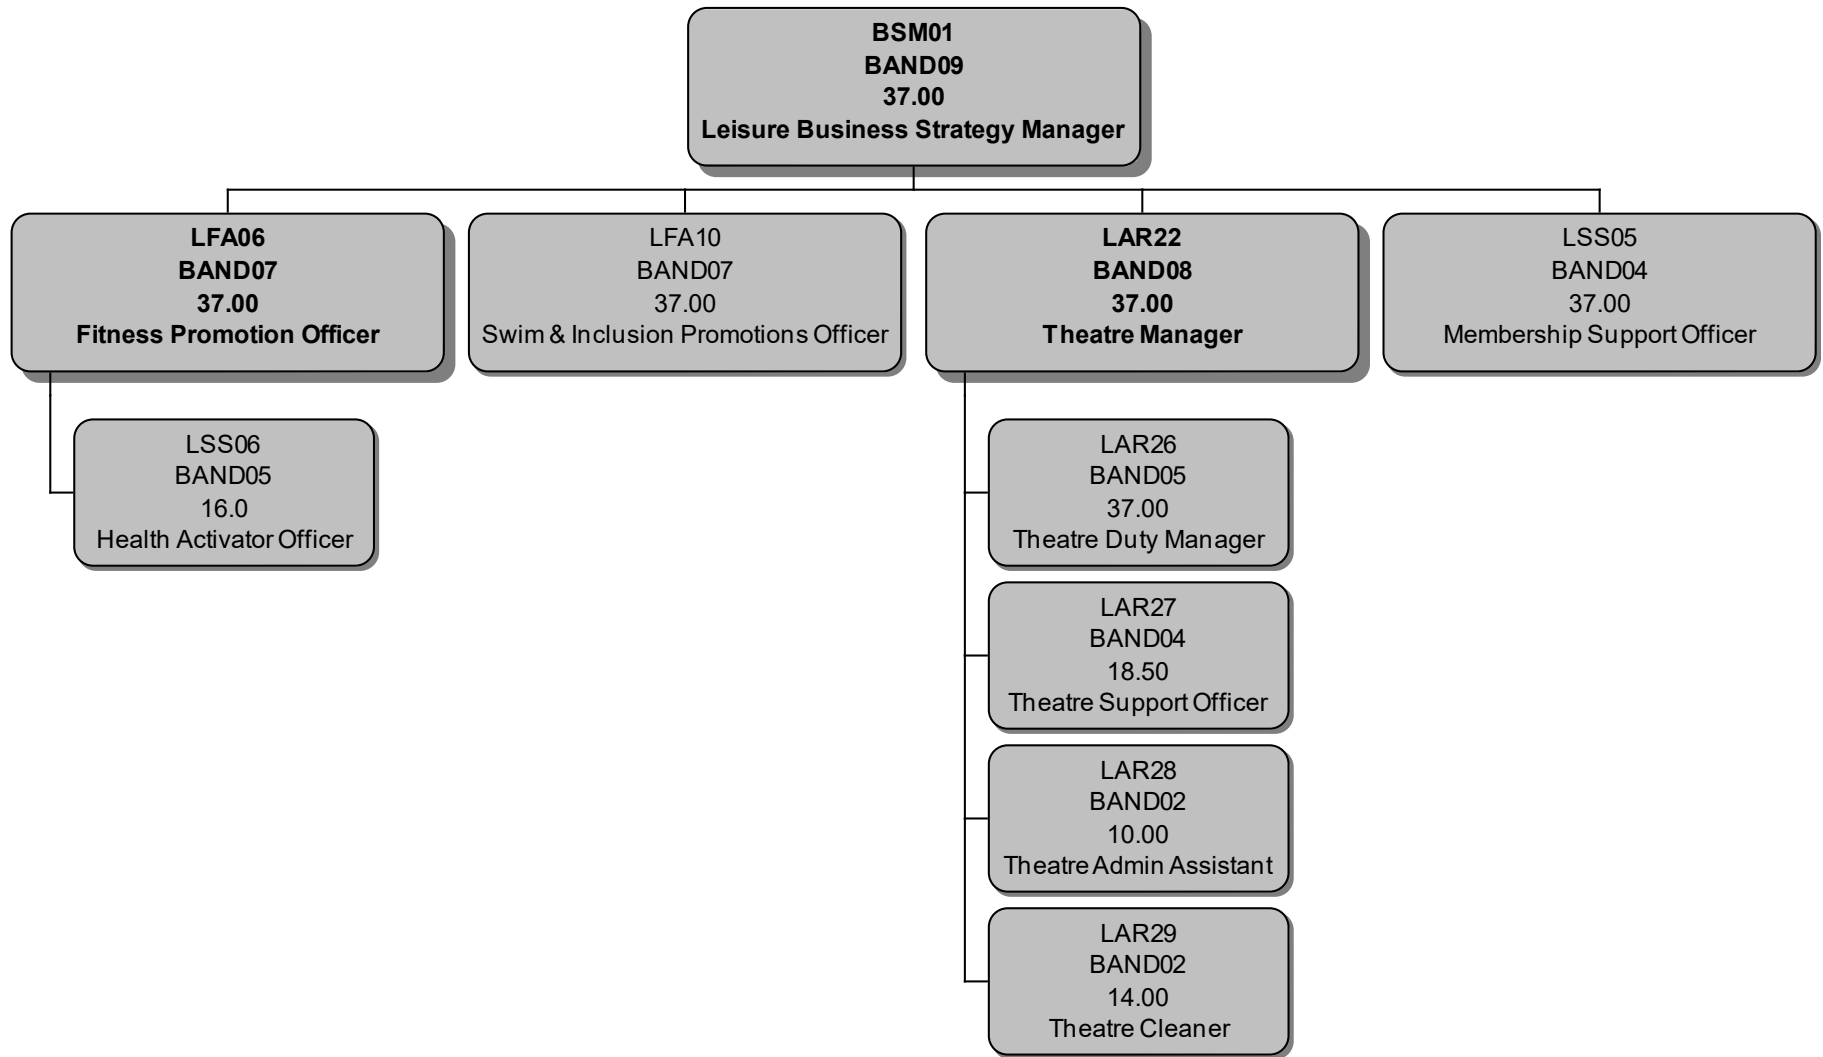 BSM01
BAND09
37.00
Leisure Business Strategy Manager
LFA06
BAND07
37.00
Fitness Promotion Officer
LFA10
BAND07
37.00
Swim & Inclusion Promotions Officer
LAR22
BAND08
37.00
Theatre Manager
LSS05
BAND04
37.00
Membership Support Officer
LSS06
BAND05
16.0
Health Activator Officer
LAR26
BAND05
37.00
Theatre Duty Manager
LAR27
BAND04
18.50
Theatre Support Officer
LAR28
BAND02
10.00
Theatre Admin Assistant
LAR29
BAND02
14.00
Theatre Cleaner